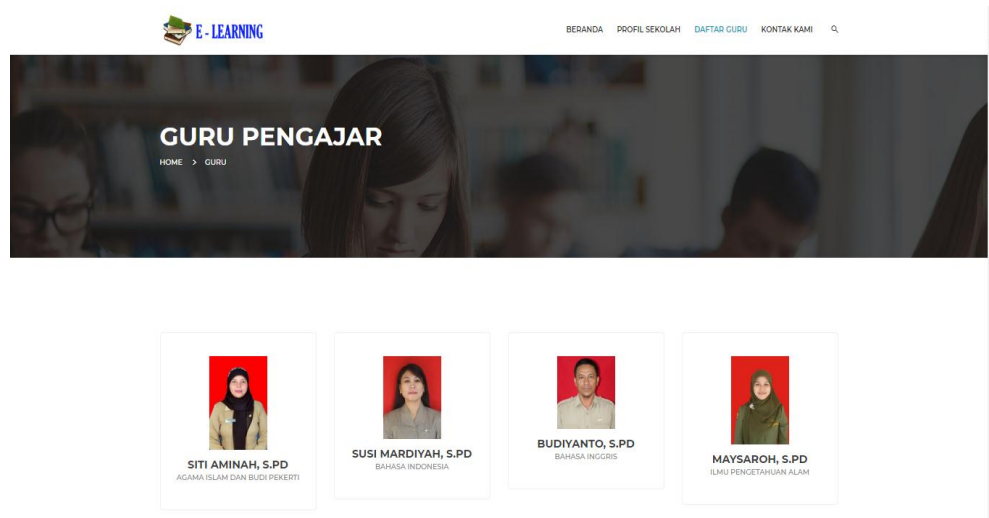 E - LEARNING
BERANDA PROFIL SEKOLAH DAFTAR GURU KONTAK KAMI
GURU PENGAJAR
HOME > GURU
SITI AMINAH, S.PD
AGAMA ISLAM DAN BUDI PEKERTI
SUSI MARDIYAH, S.PD
BAHASA INDONESIA
BUDIYANTO, S.PD
BAHASA INGGRIS
MAYSAROH, S.PD
ILMU PENGETAHUAN ALAM